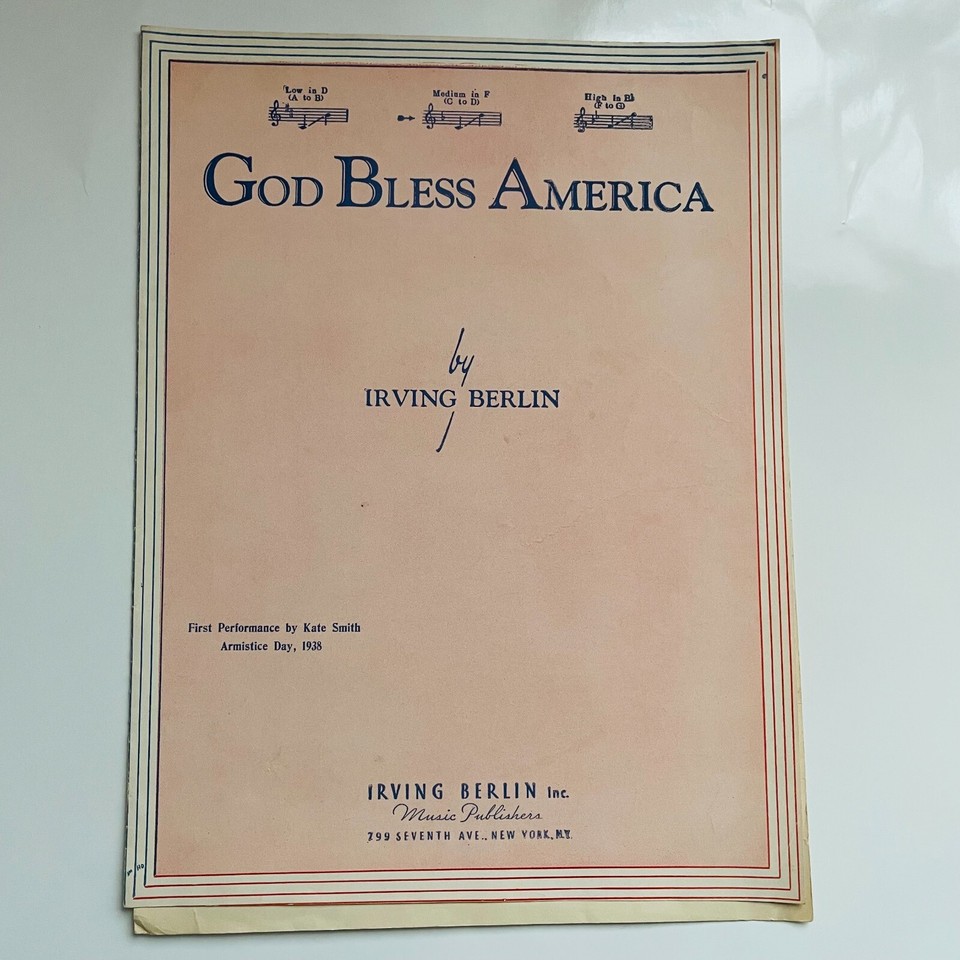 Low in D
(A to B)
Medium in F
(C to D)
High in B♭
(F to G)
GOD BLESS AMERICA
by
IRVING BERLIN
First Performance by Kate Smith
Armistice Day, 1938
IRVING BERLIN Inc.
Music Publishers
799 SEVENTH AVE., NEW YORK, N.Y.